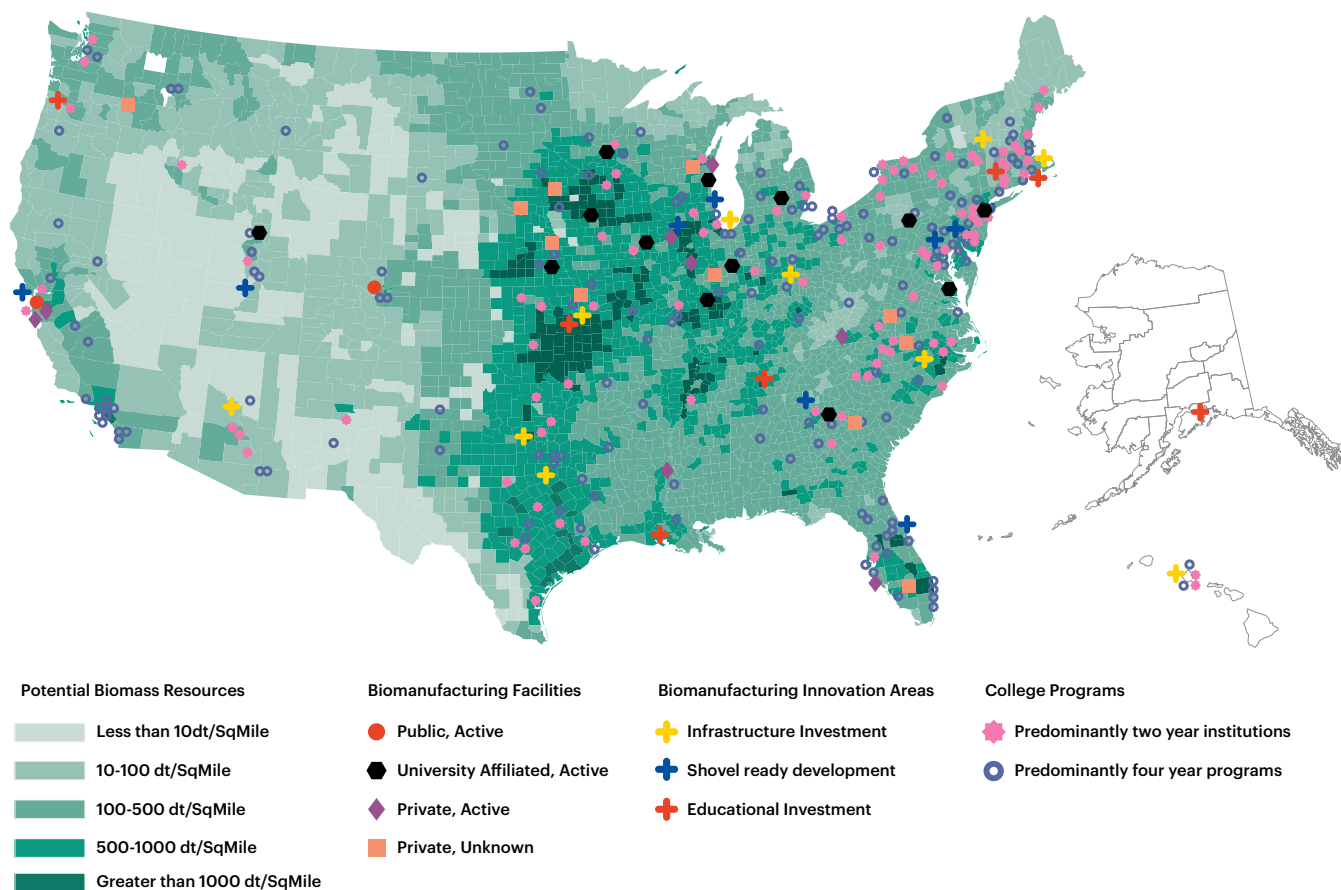 Potential Biomass Resources
Less than 10dt/SqMile
10-100 dt/SqMile
100-500 dt/SqMile
500-1000 dt/SqMile
Greater than 1000 dt/SqMile
Biomanufacturing Facilities
Public, Active
University Affiliated, Active
Private, Active
Private, Unknown
Biomanufacturing Innovation Areas
Infrastructure Investment
Shovel ready development
Educational Investment
College Programs
Predominantly two year institutions
Predominantly four year programs